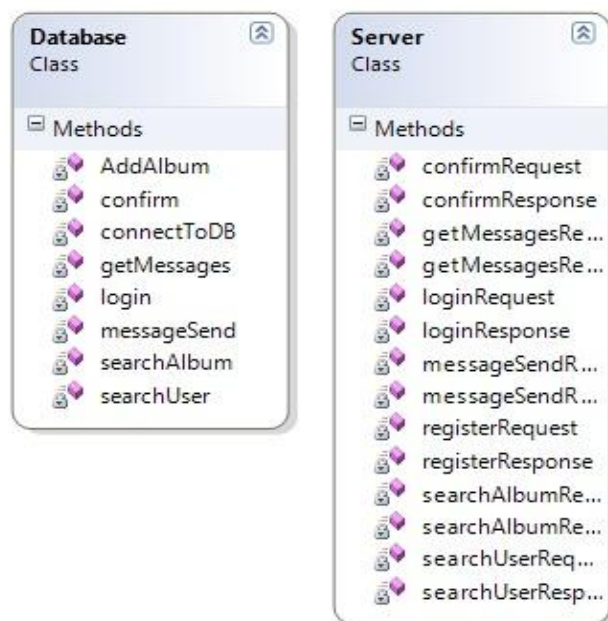 Database
Class
Methods
AddAlbum
confirm
connectToDB
getMessages
login
messageSend
searchAlbum
searchUser
Server
Class
Methods
confirmRequest
confirmResponse
getMessagesRe...
getMessagesRe...
loginRequest
loginResponse
messageSendR...
messageSendR...
registerRequest
registerResponse
searchAlbumRe...
searchAlbumRe...
searchUserReq...
searchUserResp...